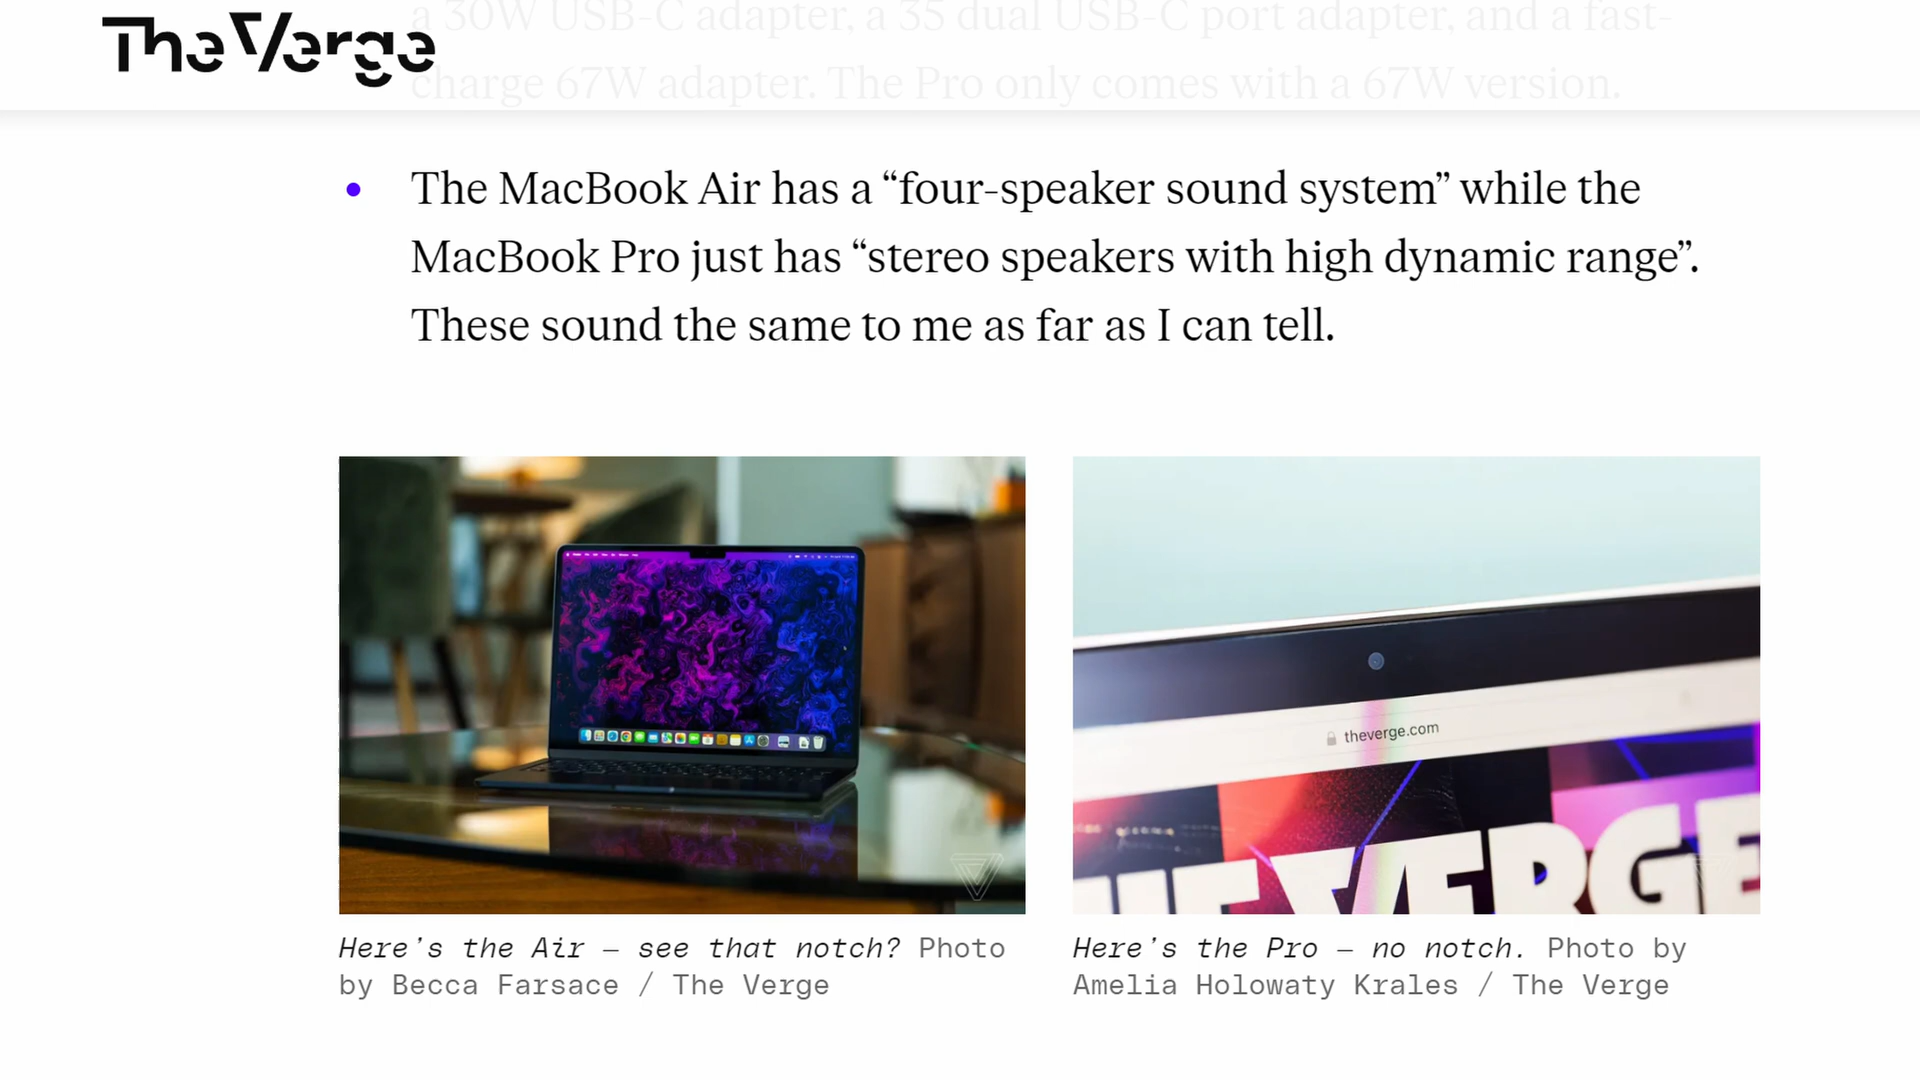 a 30W USB-C adapter, a 35 dual USB-C port adapter, and a fast-
The Verge
charge 67W adapter. The Pro only comes with a 67W version.
• The MacBook Air has a “four-speaker sound system” while the
MacBook Pro just has “stereo speakers with high dynamic range”.
These sound the same to me as far as I can tell.
theverge.com
THE VERGE
Here’s the Air — see that notch? Photo
by Becca Farsace / The Verge
Here’s the Pro — no notch. Photo by
Amelia Holowaty Krales / The Verge